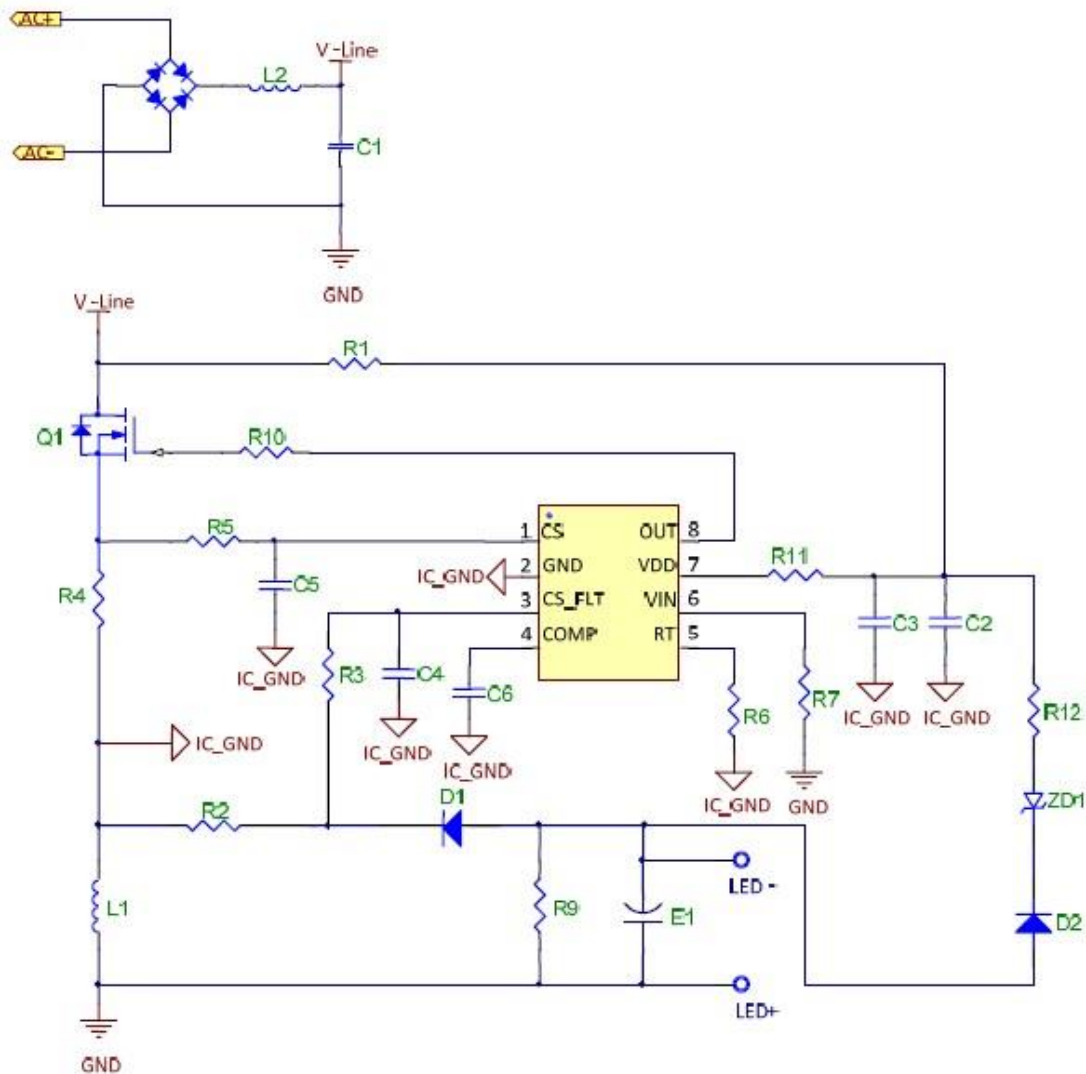 AC+
V-Line
L2
AC-
C1
GND
V-Line
R1
Q1
R10
R5
1 CS
OUT 8
IC_GND
2 GND
VDD 7
R11
R4
C5
3 CS_FLT
VIN 6
C3
C2
4 COMP
RT 5
IC_GND
R3
C4
C6
R6
R7
IC_GND
IC_GND
R12
IC_GND
IC_GND
IC_GND
IC_GND
GND
ZD1
R2
D1
LED -
L1
R9
E1
D2
LED+
GND